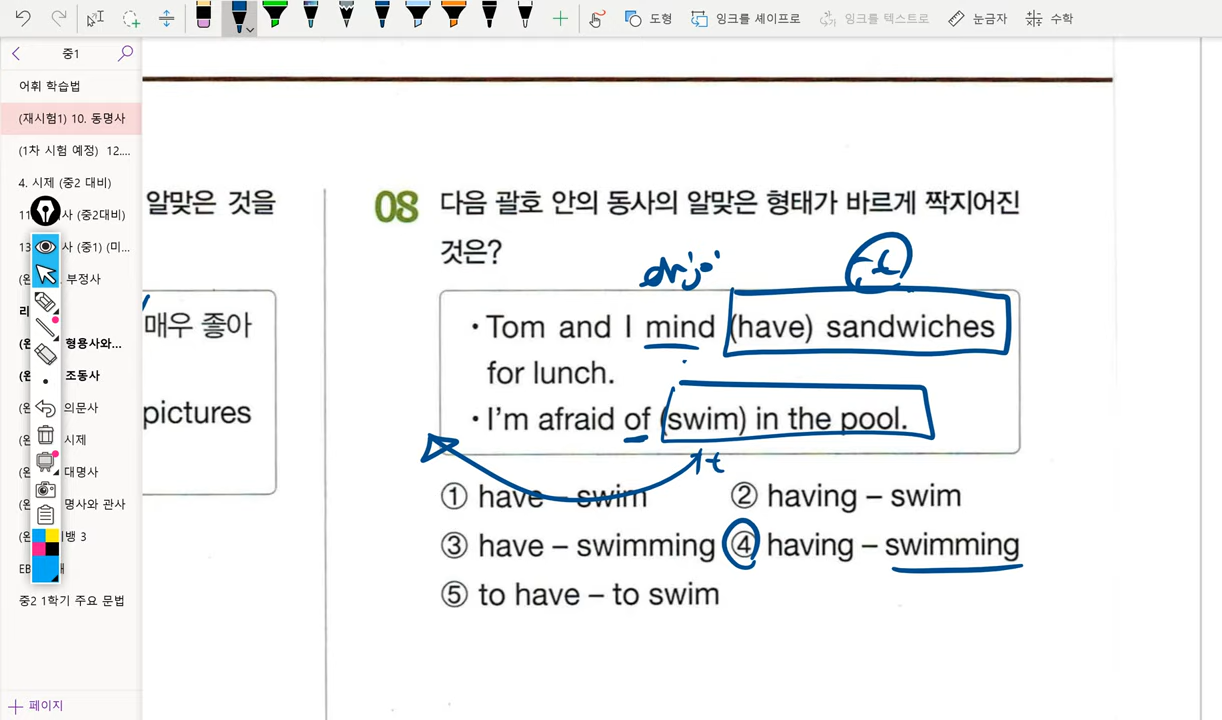 도형
잉크를 셰이프로
잉크를 텍스트로
눈금자
수학
중1
어휘 학습법
(재시험1) 10. 동명사
(1차 시험 예정) 12....
4. 시제 (중2 대비)
사 (중2대비)
사 (중1) (미...
부정사
형용사와...
조동사
의문사
시제
대명사
명사와 관사
3
중2 1학기 주요 문법
페이지
알맞은 것을
매우 좋아
pictures
08 다음 괄호 안의 동사의 알맞은 형태가 바르게 짝지어진
것은?
• Tom and I mind (have) sandwiches
for lunch.
• I'm afraid of (swim) in the pool.
① have – swim ② having – swim
③ have – swimming ④ having – swimming
⑤ to have – to swim